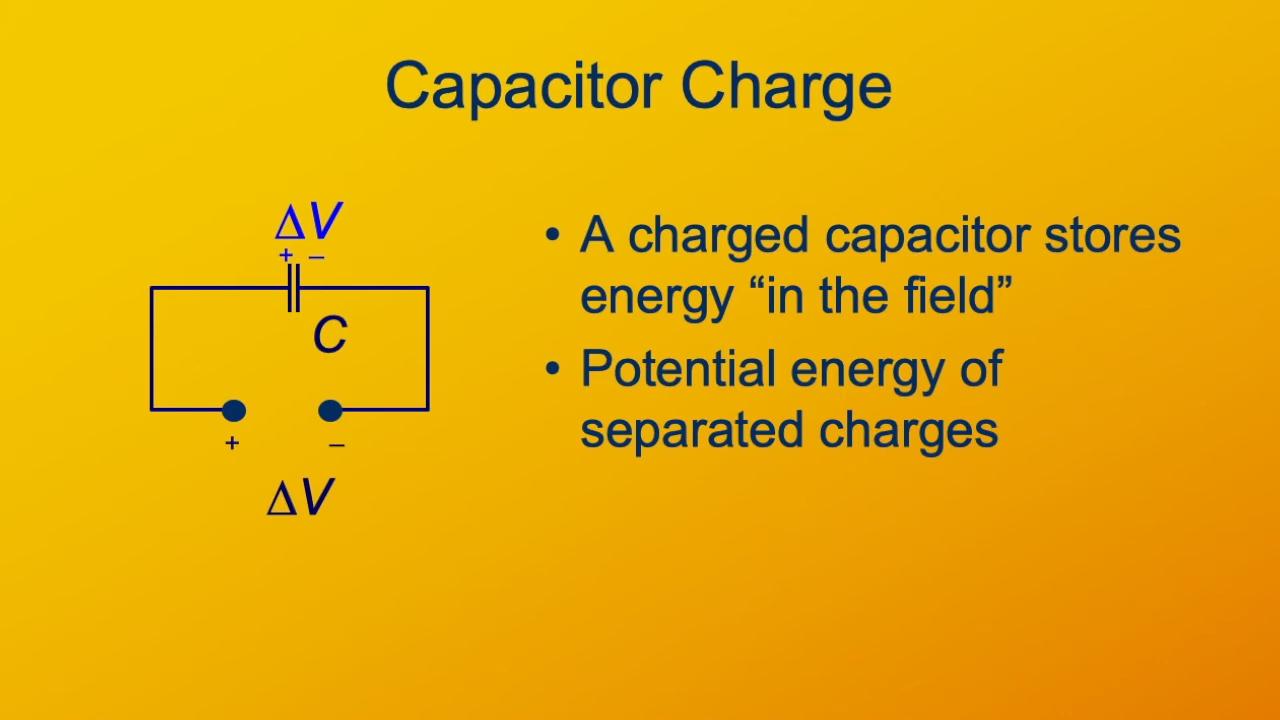 Capacitor Charge
ΔV
+ –
C
+ –
ΔV
• A charged capacitor stores
energy “in the field”
• Potential energy of
separated charges